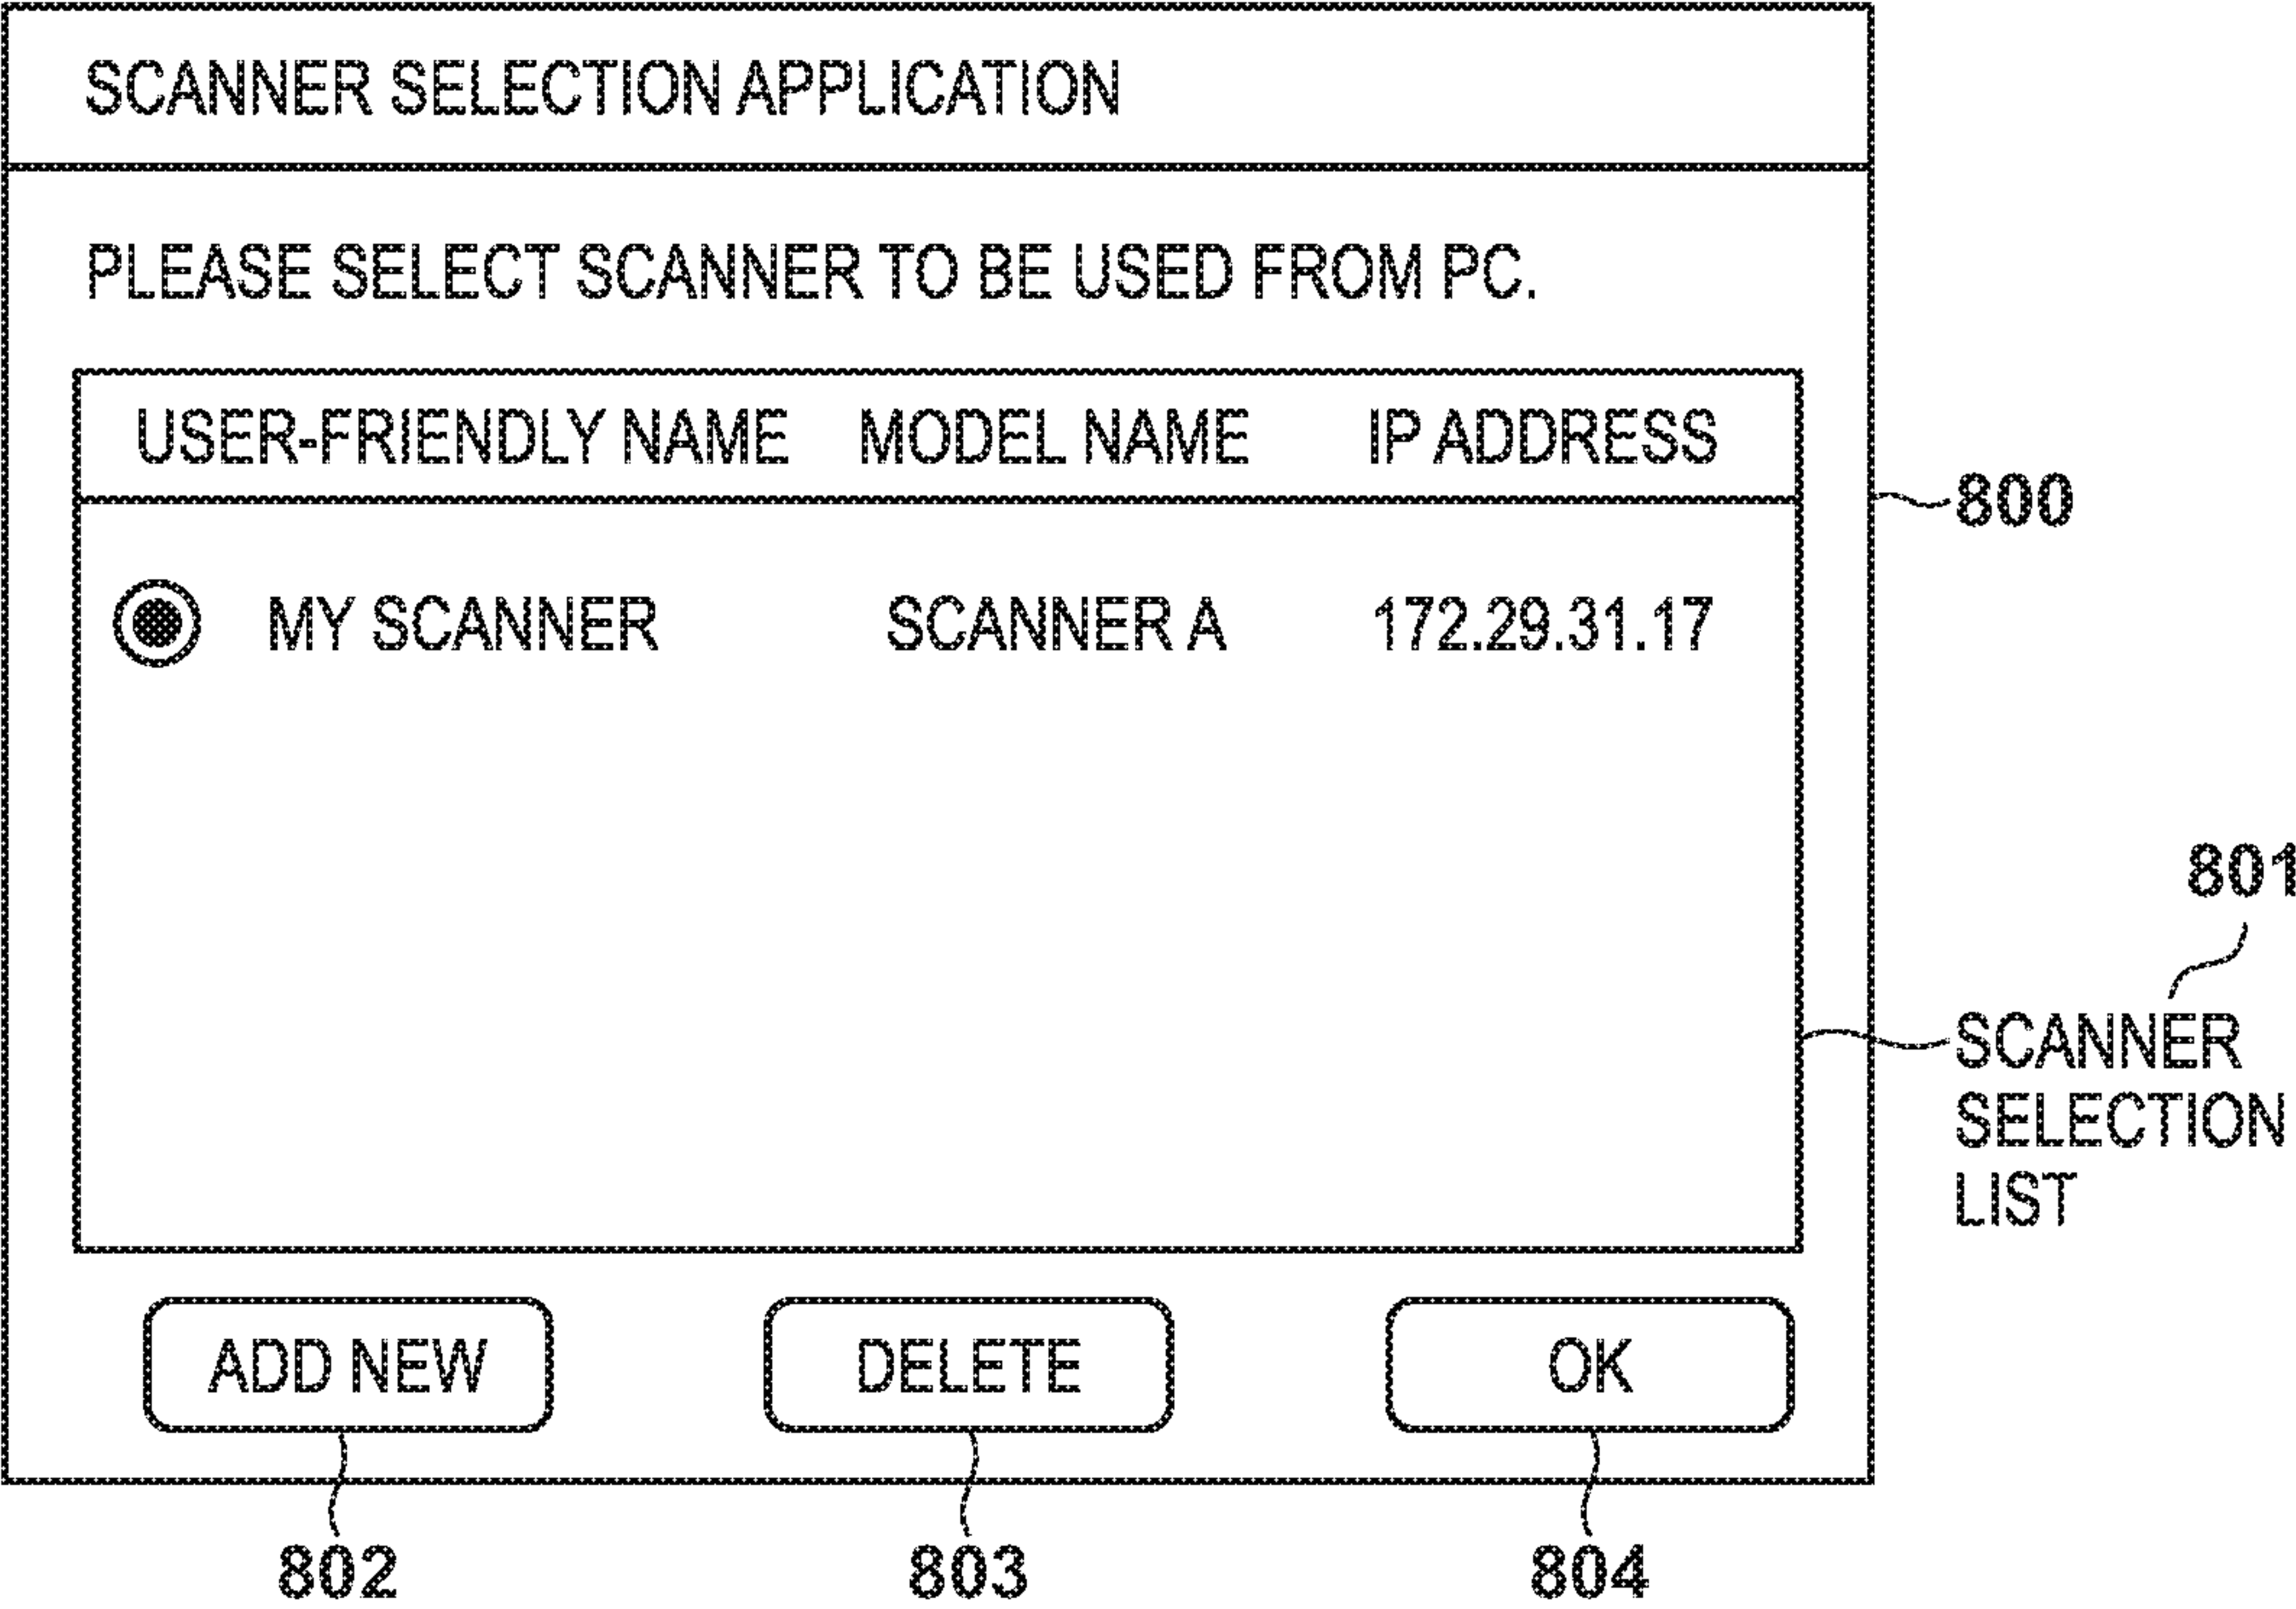 SCANNER SELECTION APPLICATION
PLEASE SELECT SCANNER TO BE USED FROM PC.
USER-FRIENDLY NAME MODEL NAME IP ADDRESS
800
MY SCANNER SCANNER A 172.29.31.17
801
SCANNER
SELECTION
LIST
ADD NEW DELETE OK
802 803 804